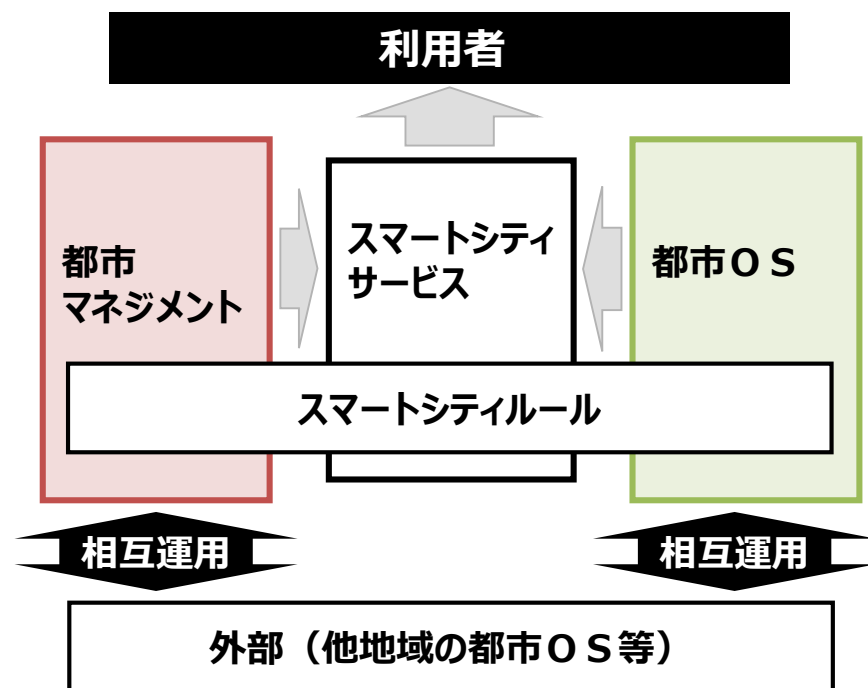 利用者
都市
マネジメント
スマートシティ
サービス
都市ＯＳ
スマートシティルール
相互運用
相互運用
外部（他地域の都市ＯＳ等）